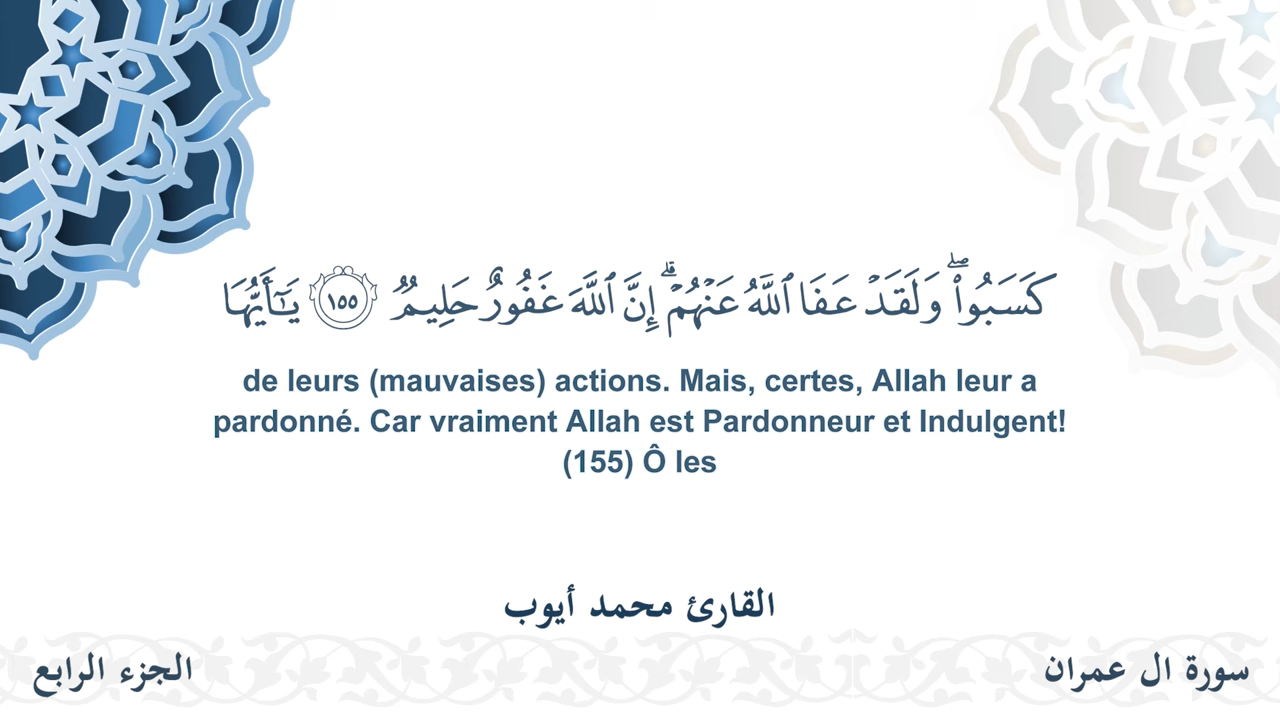 كَسَبُوا۟ ۖ وَلَقَدْ عَفَا ٱللَّهُ عَنْهُمْ ۗ إِنَّ ٱللَّهَ غَفُورٌ حَلِيمٌ ١٥٥ يَـٰٓأَيُّهَا
de leurs (mauvaises) actions. Mais, certes, Allah leur a
pardonné. Car vraiment Allah est Pardonneur et Indulgent!
(155) Ô les
القارئ محمد أيوب
سورة ال عمران
الجزء الرابع